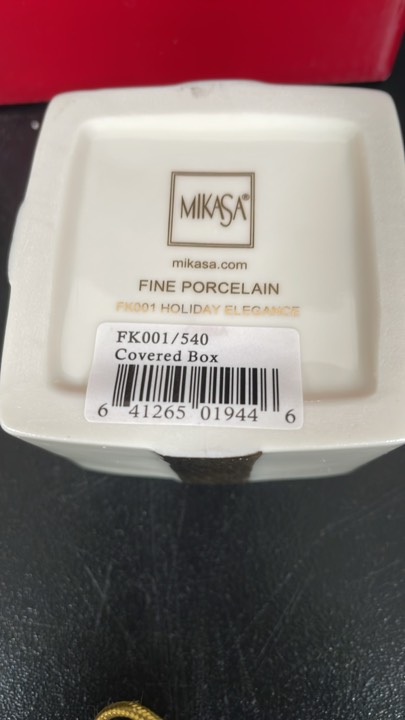 MIKASA®
mikasa.com
FINE PORCELAIN
FK001 HOLIDAY ELEGANCE
FK001/540
Covered Box
6 41265 01944 6